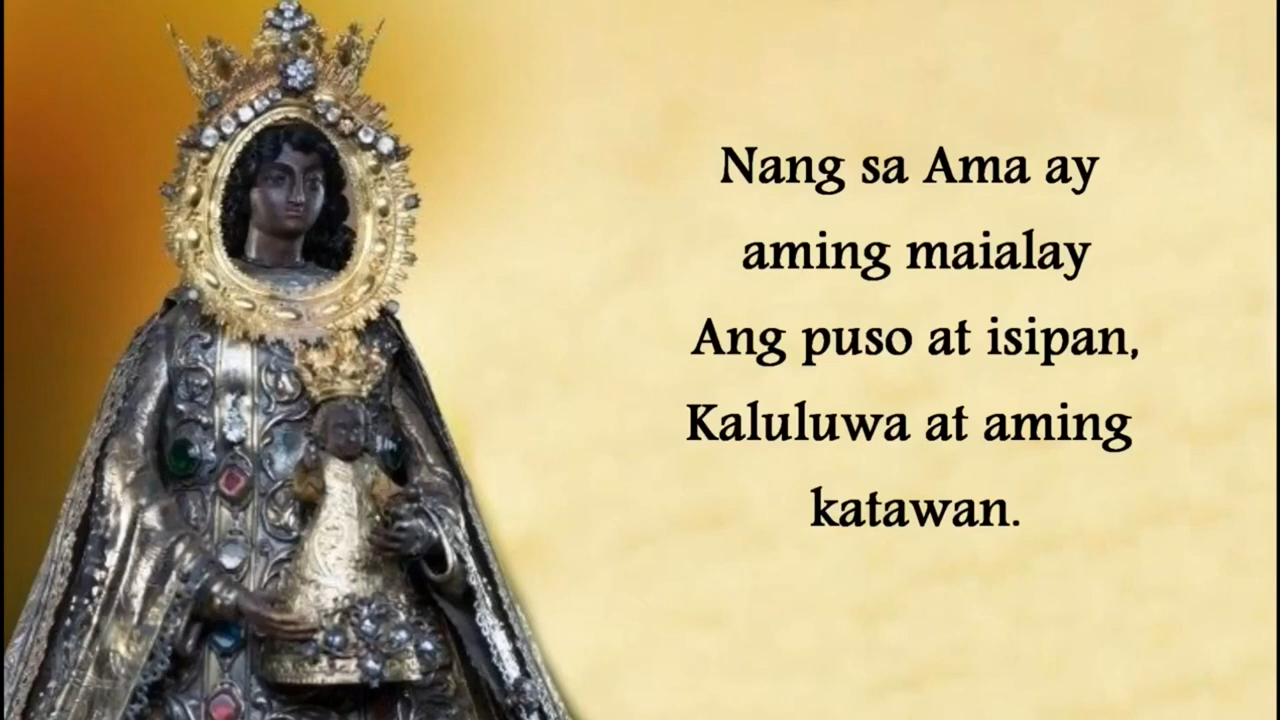 Nang sa Ama ay
aming maialay
Ang puso at isipan,
Kaluluwa at aming
katawan.